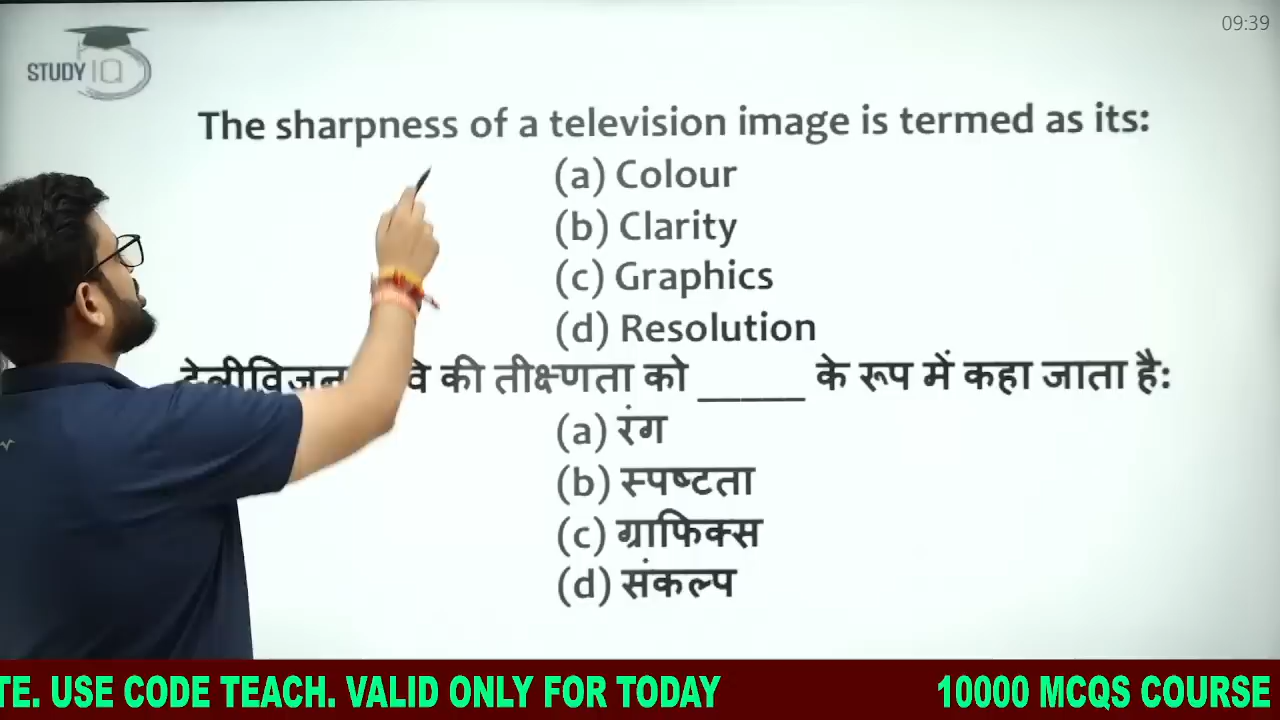 09:39
STUDY IQ
The sharpness of a television image is termed as its:
(a) Colour
(b) Clarity
(c) Graphics
(d) Resolution
की तीक्ष्णता को _____ के रूप में कहा जाता है:
(a) रंग
(b) स्पष्टता
(c) ग्राफिक्स
(d) संकल्प
TE. USE CODE TEACH. VALID ONLY FOR TODAY
10000 MCQS COURSE